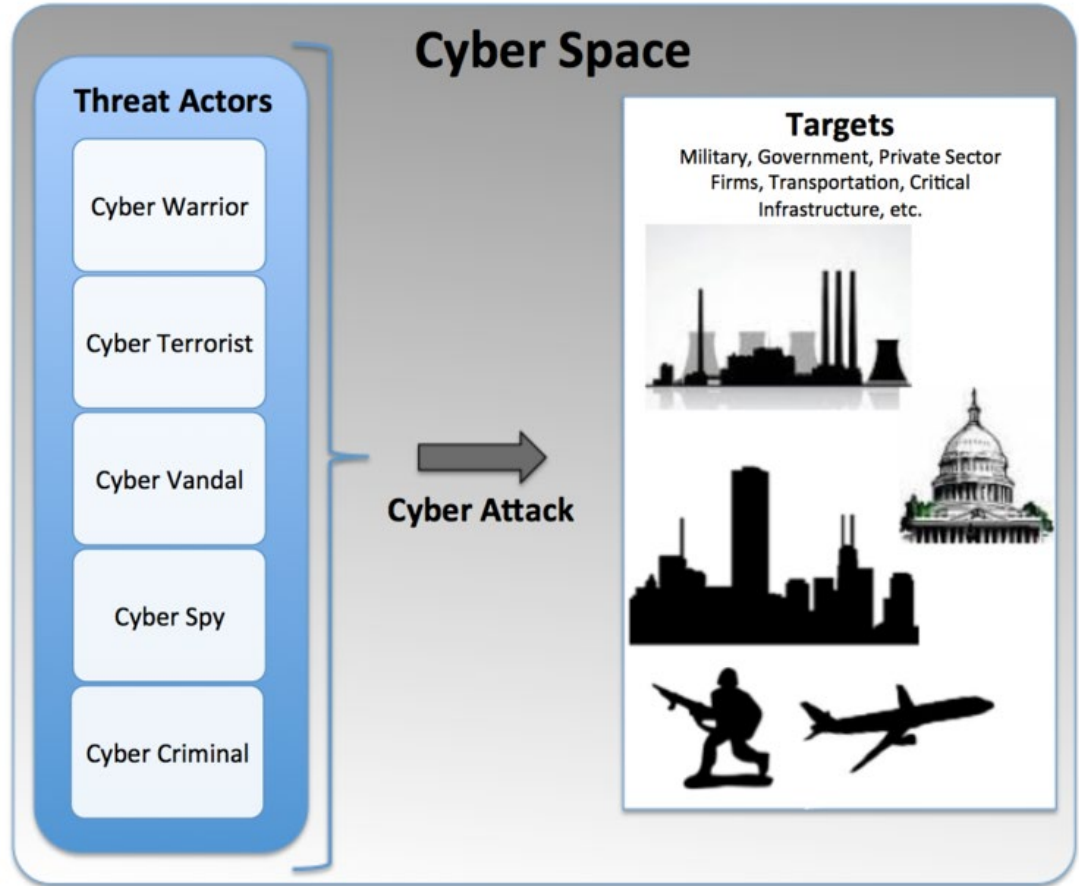 Cyber Space
Threat Actors
Cyber Warrior
Cyber Terrorist
Cyber Vandal
Cyber Spy
Cyber Criminal
Cyber Attack
Targets
Military, Government, Private Sector
Firms, Transportation, Critical
Infrastructure, etc.